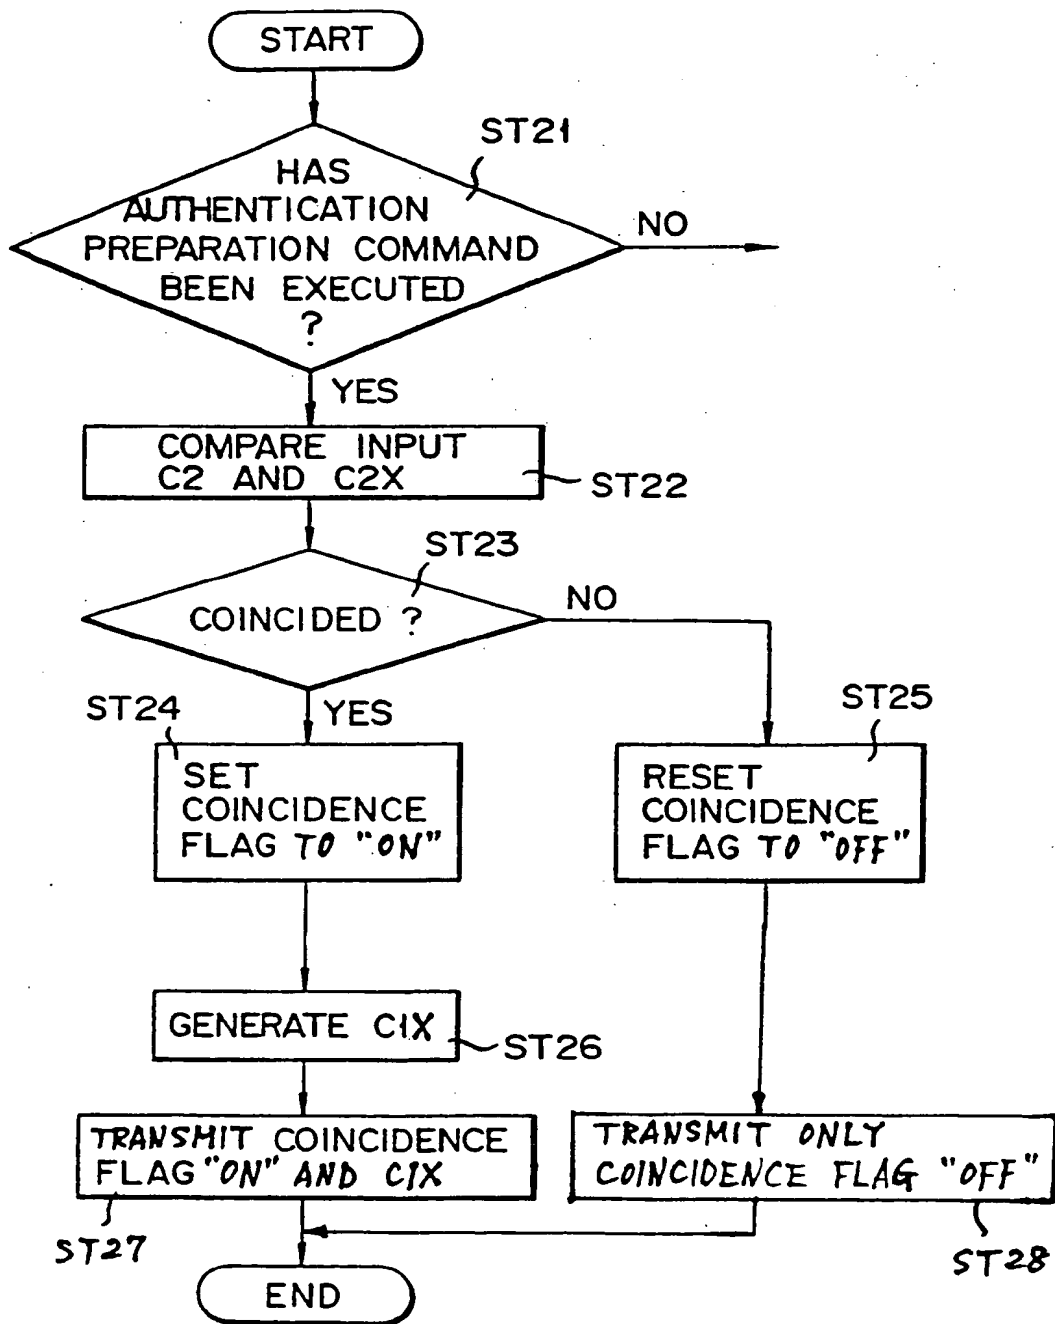 START
ST21
HAS
AUTHENTICATION
PREPARATION COMMAND
BEEN EXECUTED
?
NO
YES
COMPARE INPUT
C2 AND C2X
ST22
ST23
COINCIDED ?
NO
YES
ST24
SET
COINCIDENCE
FLAG TO "ON"
ST25
RESET
COINCIDENCE
FLAG TO "OFF"
GENERATE C1X
ST26
TRANSMIT COINCIDENCE
FLAG "ON" AND C1X
ST27
TRANSMIT ONLY
COINCIDENCE FLAG "OFF"
ST28
END